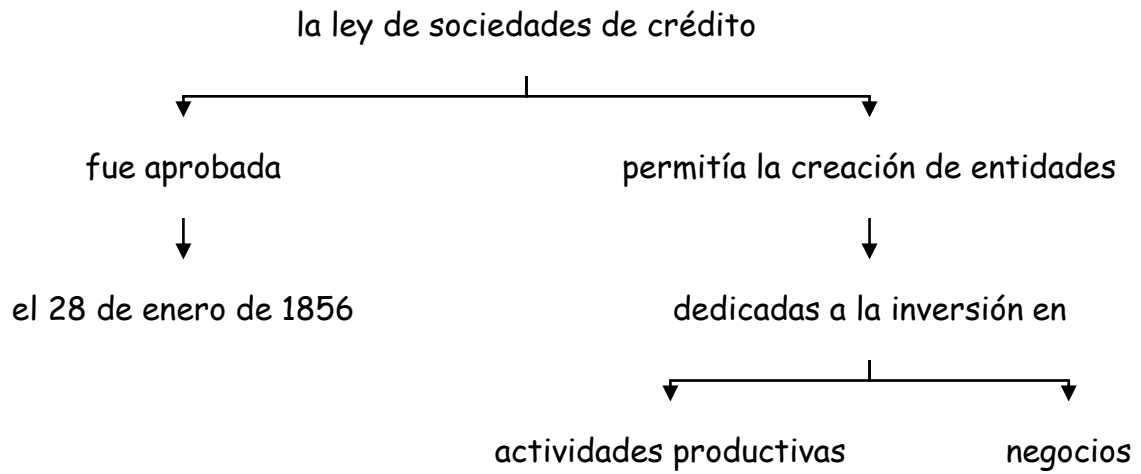 la ley de sociedades de crédito
fue aprobada
permitía la creación de entidades
el 28 de enero de 1856
dedicadas a la inversión en
actividades productivas
negocios